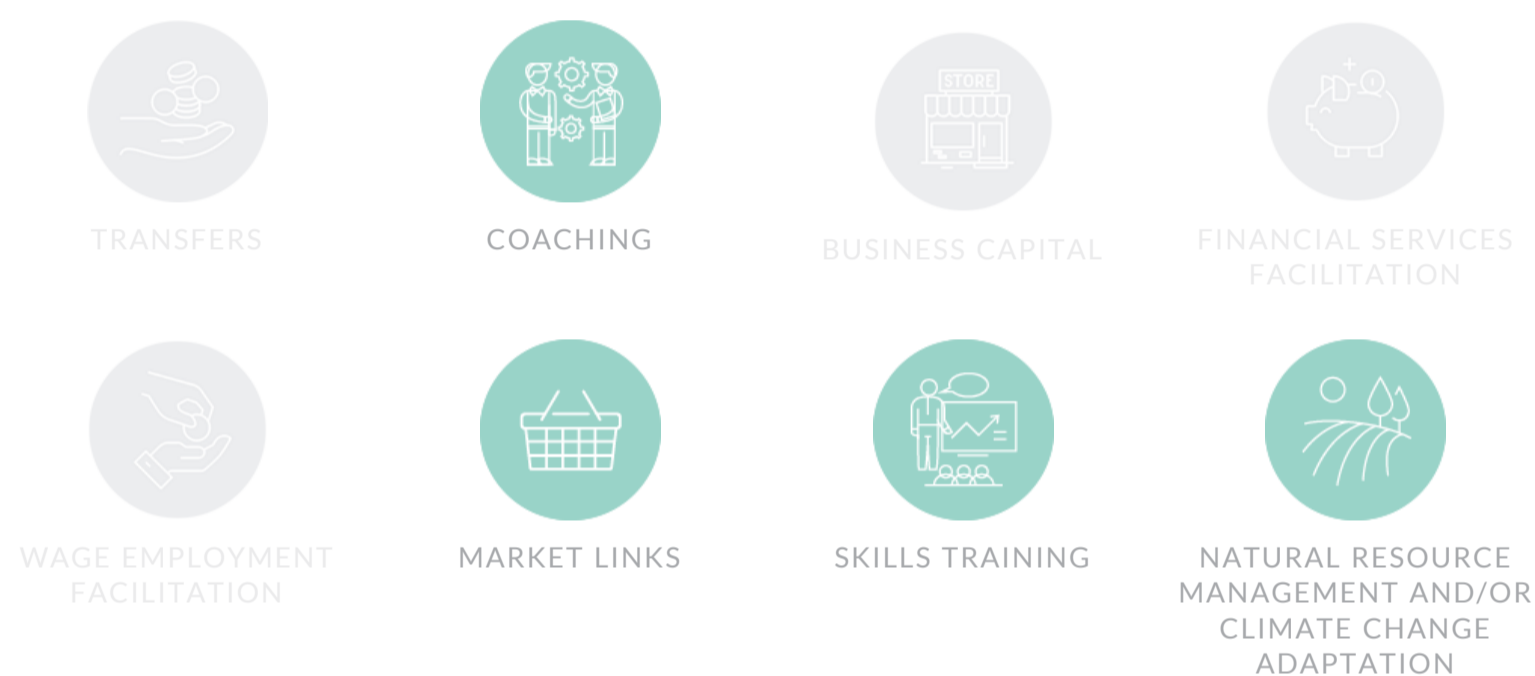 STORE
TRANSFERS
COACHING
BUSINESS CAPITAL
FINANCIAL SERVICES
FACILITATION
WAGE EMPLOYMENT
FACILITATION
MARKET LINKS
SKILLS TRAINING
NATURAL RESOURCE
MANAGEMENT AND/OR
CLIMATE CHANGE
ADAPTATION